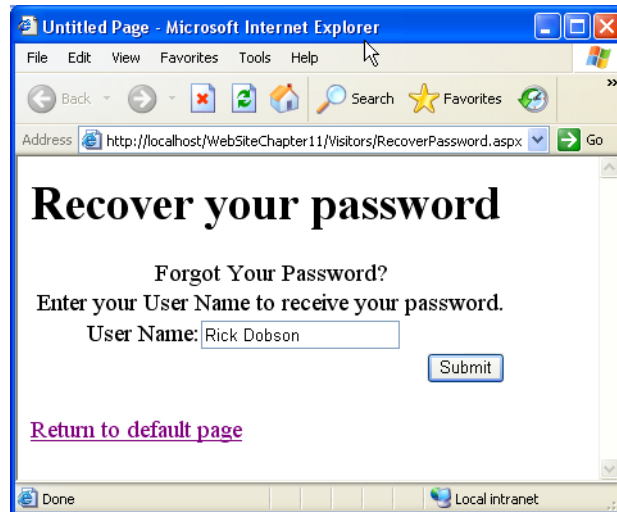 Untitled Page - Microsoft Internet Explorer
File Edit View Favorites Tools Help
Back Search Favorites »
Address http://localhost/WebSiteChapter11/Visitors/RecoverPassword.aspx Go
Recover your password
Forgot Your Password?
Enter your User Name to receive your password.
User Name: Rick Dobson
Submit
Return to default page
Done Local intranet